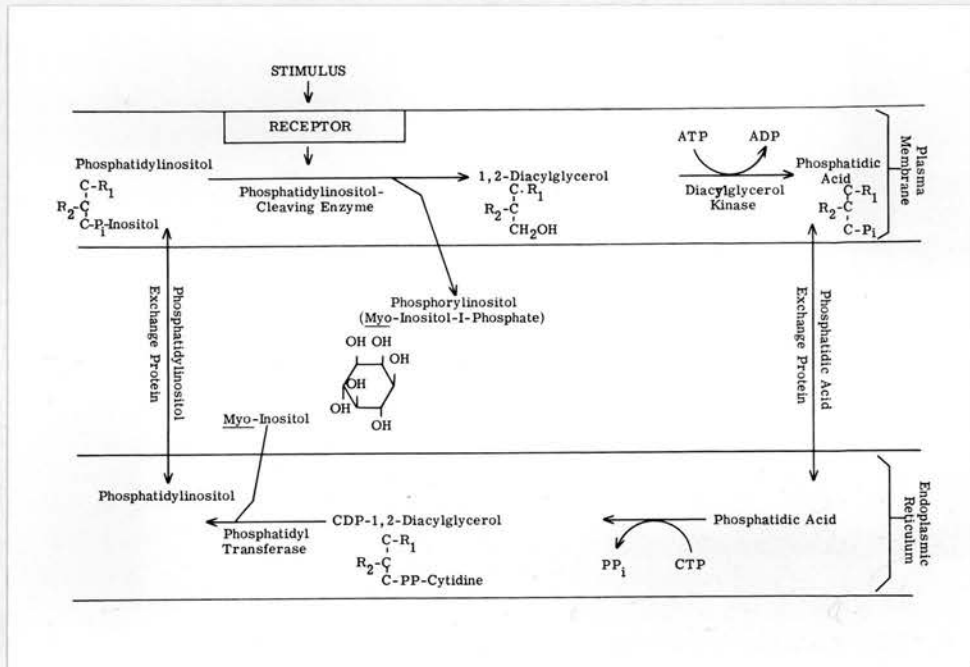 STIMULUS
RECEPTOR
Phosphatidylinositol
C-R1
R2-C
C-Pi-Inositol
Phosphatidylinositol-
Cleaving Enzyme
1,2-Diacylglycerol
C-R1
R2-C
CH2OH
ATP
ADP
Diacylglycerol
Kinase
Phosphatidic
Acid
C-R1
R2-C
C-Pi
Plasma
Membrane
Phosphatidylinositol
Exchange Protein
Phosphorylinositol
(Myo-Inositol-I-Phosphate)
OH OH
OH
OH
OH
OH
Myo-Inositol
Phosphatidic Acid
Exchange Protein
Phosphatidylinositol
Phosphatidyl
Transferase
CDP-1,2-Diacylglycerol
C-R1
R2-C
C-PP-Cytidine
PPi
CTP
Phosphatidic Acid
Endoplasmic
Reticulum